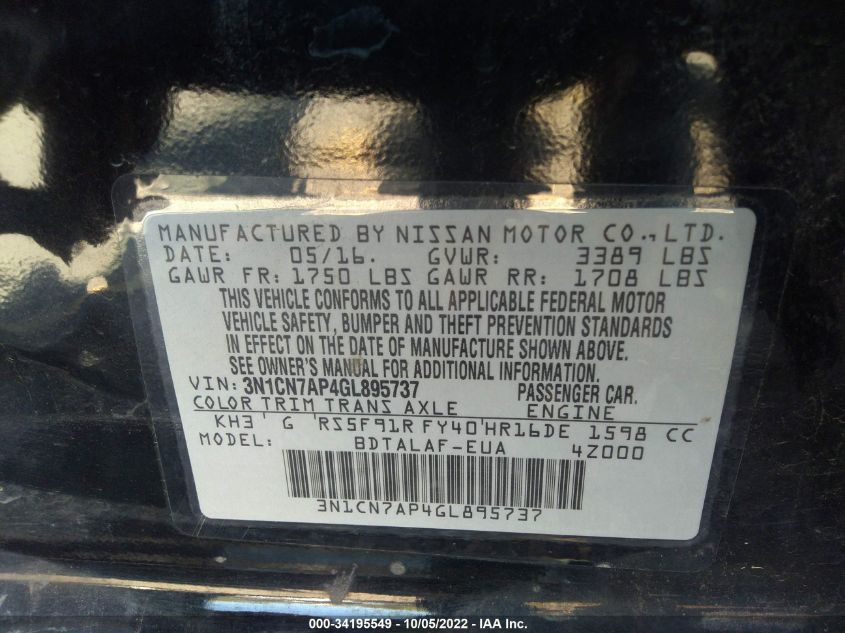 MANUFACTURED BY NISSAN MOTOR CO., LTD.
DATE: 05/16. GVWR: 3389 LBS
GAWR FR: 1750 LBS GAWR RR: 1708 LBS
THIS VEHICLE CONFORMS TO ALL APPLICABLE FEDERAL MOTOR
VEHICLE SAFETY, BUMPER AND THEFT PREVENTION STANDARDS
IN EFFECT ON THE DATE OF MANUFACTURE SHOWN ABOVE.
SEE OWNER'S MANUAL FOR ADDITIONAL INFORMATION.
VIN: 3N1CN7AP4GL895737 PASSENGER CAR.
COLOR TRIM TRANS AXLE ENGINE
KH3 ' G ' RS5F91R FY40'HR16DE 1598 CC
MODEL: BDTALAF-EUA 4Z000
3N1CN7AP4GL895737
000-34195549 - 10/05/2022 - IAA Inc.